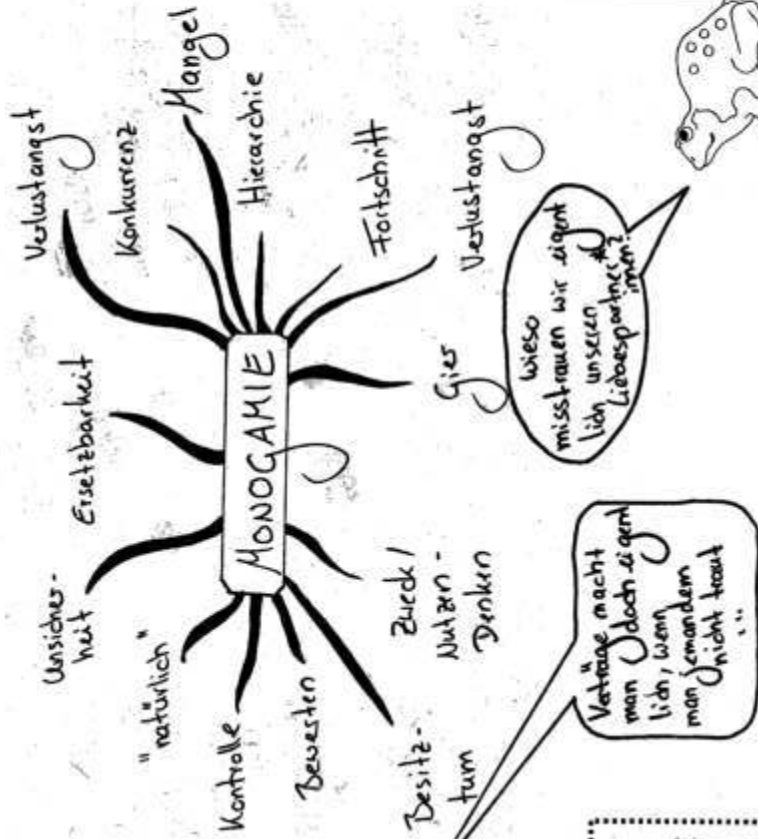 Unsicher-
heit
Ersetzbarkeit
Verlustangst
"natürlich"
Konkurrenz
Mangel
Kontrolle
MONOGAMIE
Hierarchie
Bewerten
Fortschritt
Besitz-
tum
Zweck/
Nutzen-
Denken
Gier
Verlustangst
Verträge macht
man doch eigent
lich, wenn
man jemandem
nicht traut
...
wieso
misstrauen wir eigent
lich unseren
Liebespartner*
innen?